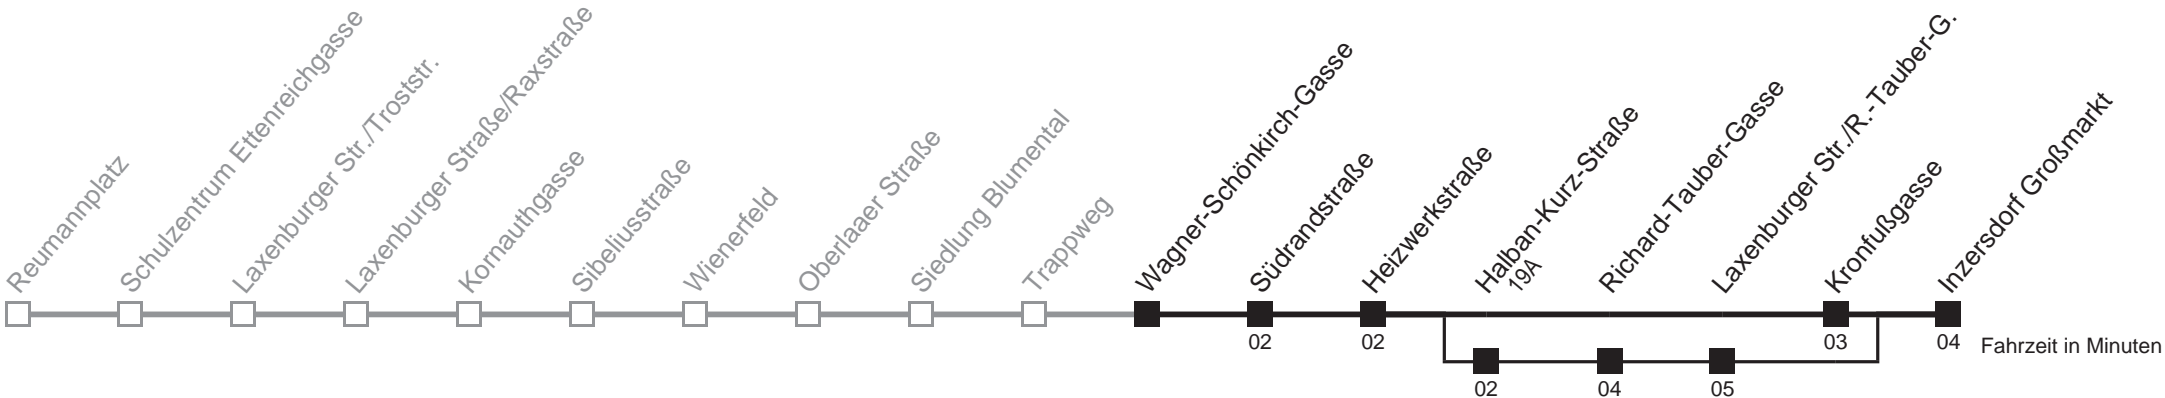 Reumannplatz
Schulzentrum Ettenreichgasse
Laxenburger Str./Troststr.
Laxenburger Straße/Raxstraße
Kornauthgasse
Sibeliusstraße
Wienerfeld
Oberlaaer Straße
Siedlung Blumental
Trappweg
Wagner-Schönkirch-Gasse
Südrandstraße
Heizwerkstraße
Halban-Kurz-Straße
19A
Richard-Tauber-Gasse
Laxenburger Str./R.-Tauber-G.
Kronfußgasse
Inzersdorf Großmarkt
02
02
03
04
Fahrzeit in Minuten
02
04
05